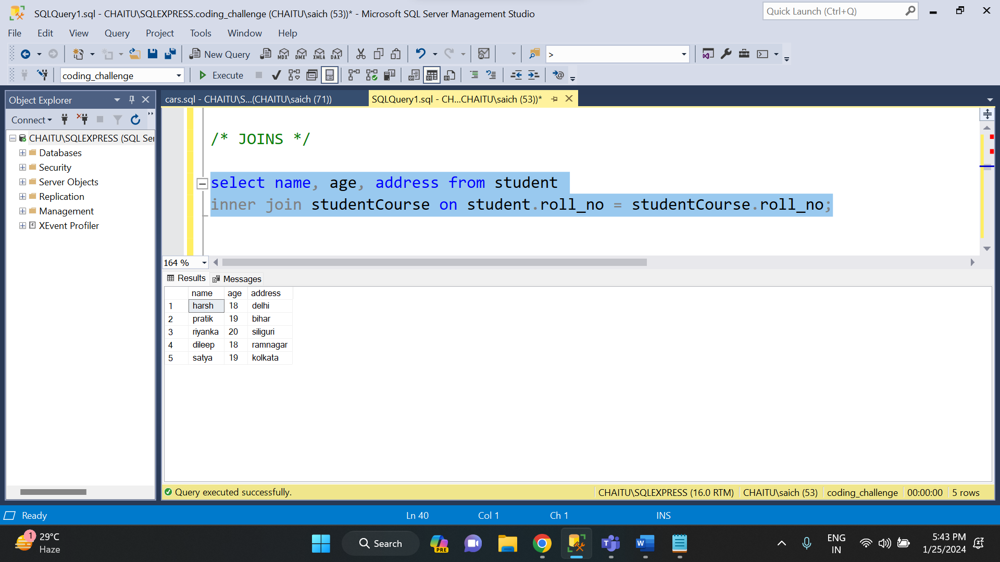 SQLQuery1.sql - CHAITU\SQLEXPRESS.coding_challenge (CHAITU\saich (53))* - Microsoft SQL Server Management Studio
Quick Launch (Ctrl+Q)
File Edit View Query Project Tools Window Help
New Query MDX DMX XMLA DAX >
coding_challenge Execute
Object Explorer
cars.sql - CHAITU\S...(CHAITU\saich (71))
SQLQuery1.sql - CH...CHAITU\saich (53))*
Connect
CHAITU\SQLEXPRESS (SQL Ser
Databases
Security
Server Objects
Replication
Management
XEvent Profiler
/* JOINS */
select name, age, address from student
inner join studentCourse on student.roll_no = studentCourse.roll_no;
164 %
Results Messages
name age address
1 harsh 18 delhi
2 pratik 19 bihar
3 riyanka 20 siliguri
4 dileep 18 ramnagar
5 satya 19 kolkata
Query executed successfully. CHAITU\SQLEXPRESS (16.0 RTM) CHAITU\saich (53) coding_challenge 00:00:00 5 rows
Ready Ln 40 Col 1 Ch 1 INS
1 29°C
Haze
Search
PRE
ENG
IN
5:43 PM
1/25/2024